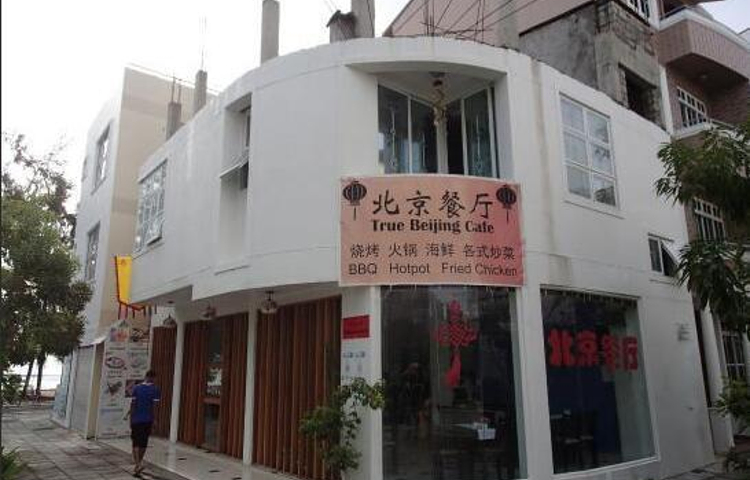 北京餐厅
True Beijing Cafe
烧烤 火锅 海鲜 各式炒菜
BBQ Hotpot Fried Chicken
北京餐厅